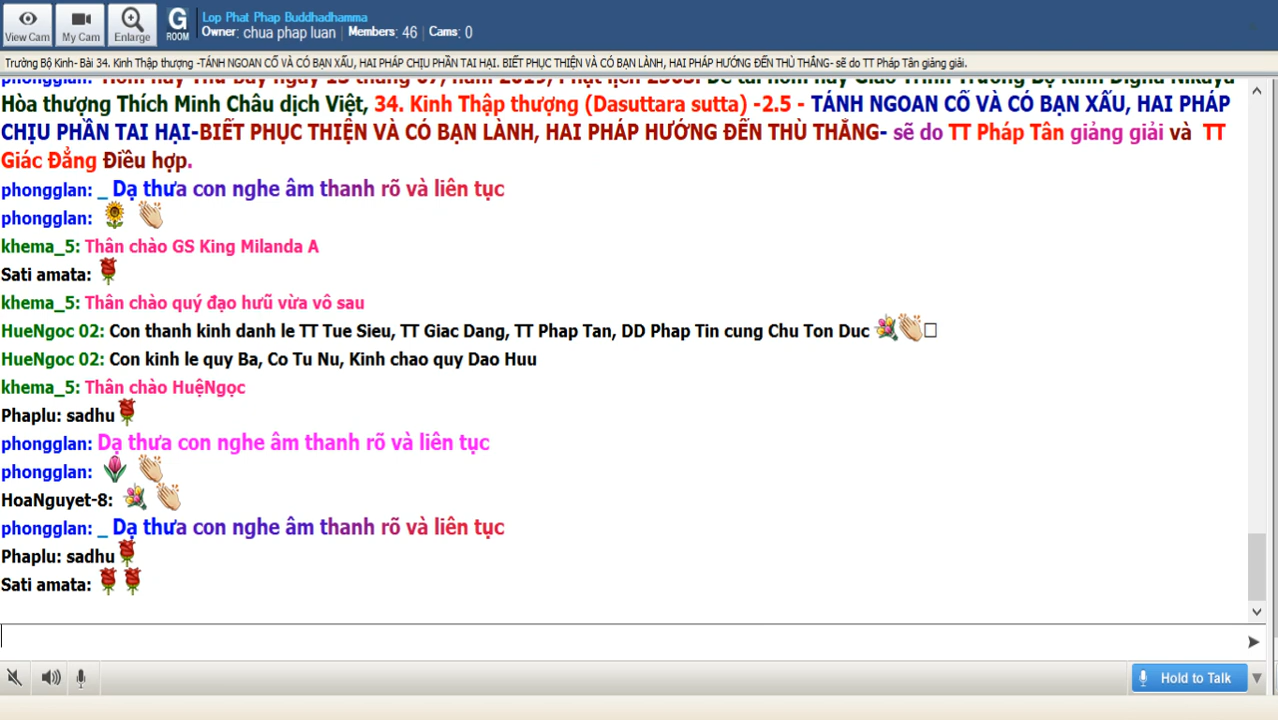 View Cam
My Cam
Enlarge
G
ROOM
Lop Phat Phap Buddhadhamma
Owner: chua phap luan | Members: 46 | Cams: 0
Trường Bộ Kinh- Bài 34. Kinh Thập thượng -TÁNH NGOAN CỐ VÀ CÓ BẠN XẤU, HAI PHÁP CHỊU PHẦN TAI HẠI. BIẾT PHỤC THIỆN VÀ CÓ BẠN LÀNH, HAI PHÁP HƯỚNG ĐẾN THÙ THẮNG- sẽ do TT Pháp Tân giảng giải.
Hòa thượng Thích Minh Châu dịch Việt, 34. Kinh Thập thượng (Dasuttara sutta) -2.5 - TÁNH NGOAN CỐ VÀ CÓ BẠN XẤU, HAI PHÁP
CHỊU PHẦN TAI HẠI-BIẾT PHỤC THIỆN VÀ CÓ BẠN LÀNH, HAI PHÁP HƯỚNG ĐẾN THÙ THẮNG- sẽ do TT Pháp Tân giảng giải và TT
Giác Đẳng Điều hợp.
phongglan: _ Dạ thưa con nghe âm thanh rõ và liên tục
phongglan:
khema_5: Thân chào GS King Milanda A
Sati amata:
khema_5: Thân chào quý đạo hưũ vừa vô sau
HueNgoc 02: Con thanh kinh danh le TT Tue Sieu, TT Giac Dang, TT Phap Tan, DD Phap Tin cung Chu Ton Duc
HueNgoc 02: Con kinh le quy Ba, Co Tu Nu, Kinh chao quy Dao Huu
khema_5: Thân chào HuệNgọc
Phaplu: sadhu
phongglan: Dạ thưa con nghe âm thanh rõ và liên tục
phongglan:
HoaNguyet-8:
phongglan: _ Dạ thưa con nghe âm thanh rõ và liên tục
Phaplu: sadhu
Sati amata:
Hold to Talk